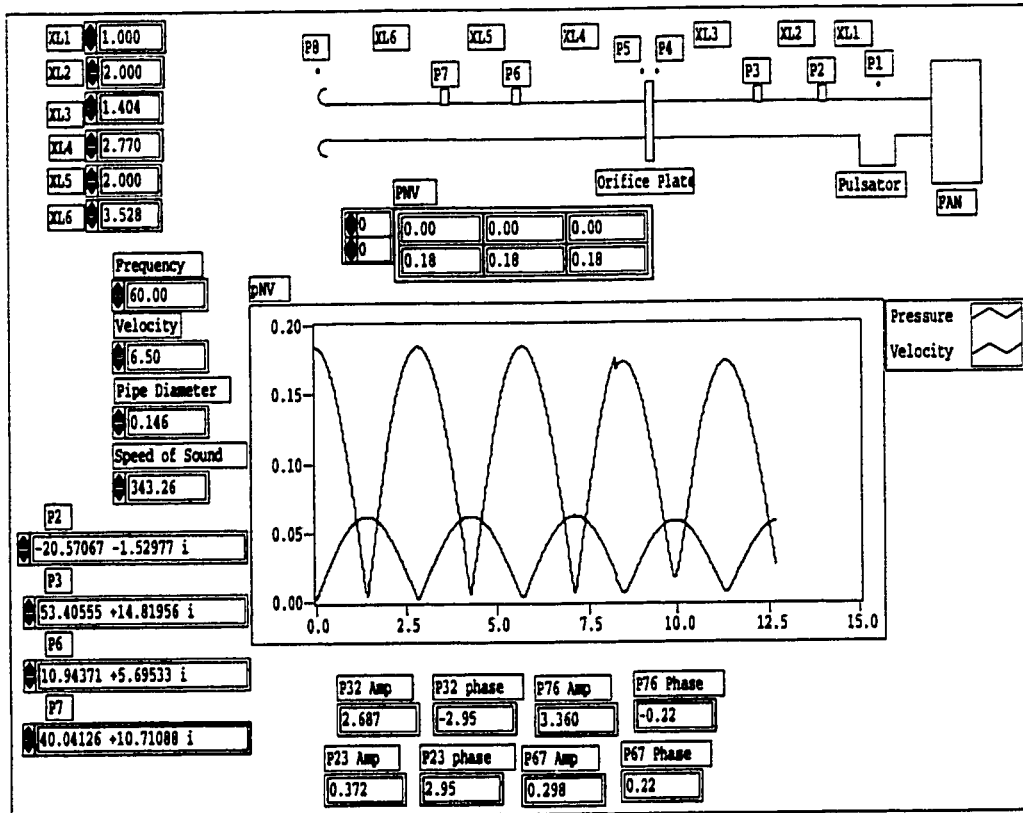 XL1 1.000
XL2 2.000
XL3 1.404
XL4 2.770
XL5 2.000
XL6 3.528
P8 XL6 XL5 XL4 P5 P4 XL3 XL2 XL1
P7 P6 P3 P2 P1
Orifice Plate
Pulsator
FAN
PNV
0 0.00 0.00 0.00
0 0.18 0.18 0.18
Frequency
60.00
Velocity
6.50
Pipe Diameter
0.146
Speed of Sound
343.26
P2
-20.57067 -1.52977 i
P3
53.40555 +14.81956 i
P6
10.94371 +5.69533 i
P7
40.04126 +10.71088 i
pNV
0.20
0.15
0.10
0.05
0.00
0.0 2.5 5.0 7.5 10.0 12.5 15.0
Pressure
Velocity
P32 Amp P32 phase P76 Amp P76 Phase
2.687 -2.95 3.360 -0.22
P23 Amp P23 phase P67 Amp P67 Phase
0.372 2.95 0.298 0.22